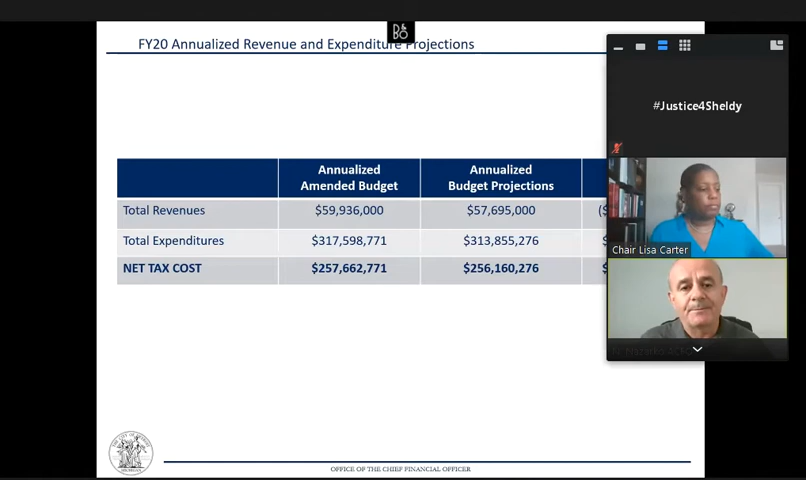 FY20 Annualized Revenue and Expenditure Projections
#Justice4Sheldy
Annualized Amended Budget
Annualized Budget Projections
Total Revenues $59,936,000 $57,695,000 ($
Total Expenditures $317,598,771 $313,855,276 $
NET TAX COST $257,662,771 $256,160,276 $
Chair Lisa Carter
OFFICE OF THE CHIEF FINANCIAL OFFICER